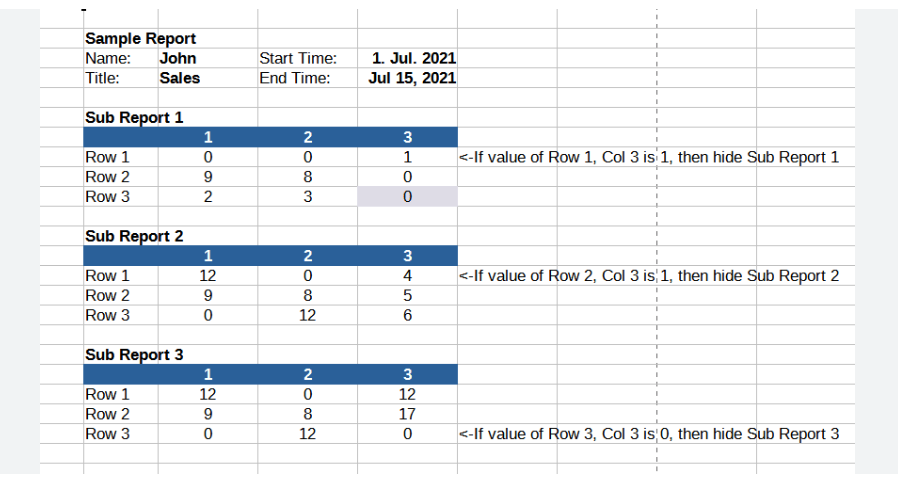 Sample Report
Name: John Start Time: 1. Jul. 2021
Title: Sales End Time: Jul 15, 2021
Sub Report 1
1 2 3
Row 1 0 0 1 <-If value of Row 1, Col 3 is 1, then hide Sub Report 1
Row 2 9 8 0
Row 3 2 3 0
Sub Report 2
1 2 3
Row 1 12 0 4 <-If value of Row 2, Col 3 is 1, then hide Sub Report 2
Row 2 9 8 5
Row 3 0 12 6
Sub Report 3
1 2 3
Row 1 12 0 12
Row 2 9 8 17
Row 3 0 12 0 <-If value of Row 3, Col 3 is 0, then hide Sub Report 3